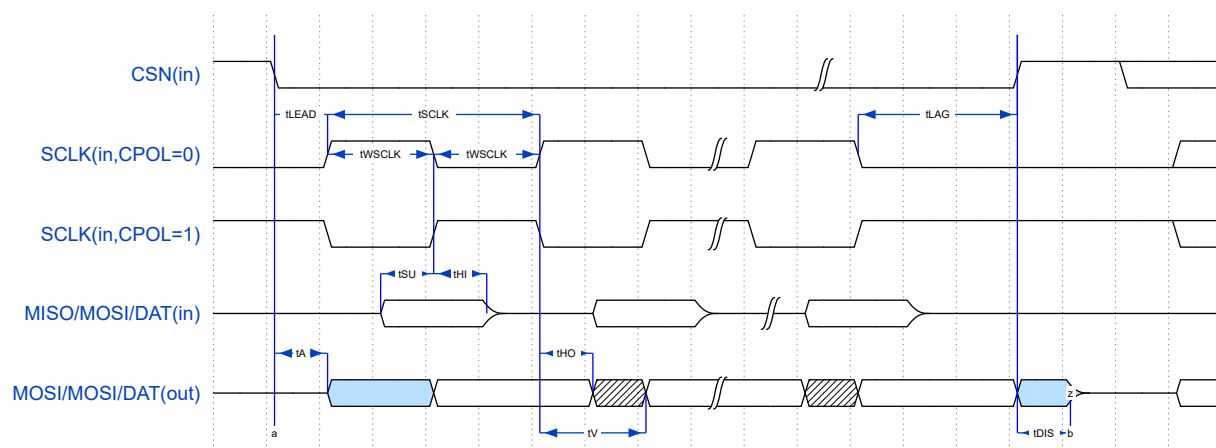 CSN(in)
tLEAD tSCLK tLAG
SCLK(in,CPOL=0)
tWSCLK tWSCLK
SCLK(in,CPOL=1)
tSU tHI
MISO/MOSI/DAT(in)
tA tHO
MOSI/MOSI/DAT(out)
z
a tV tDIS b